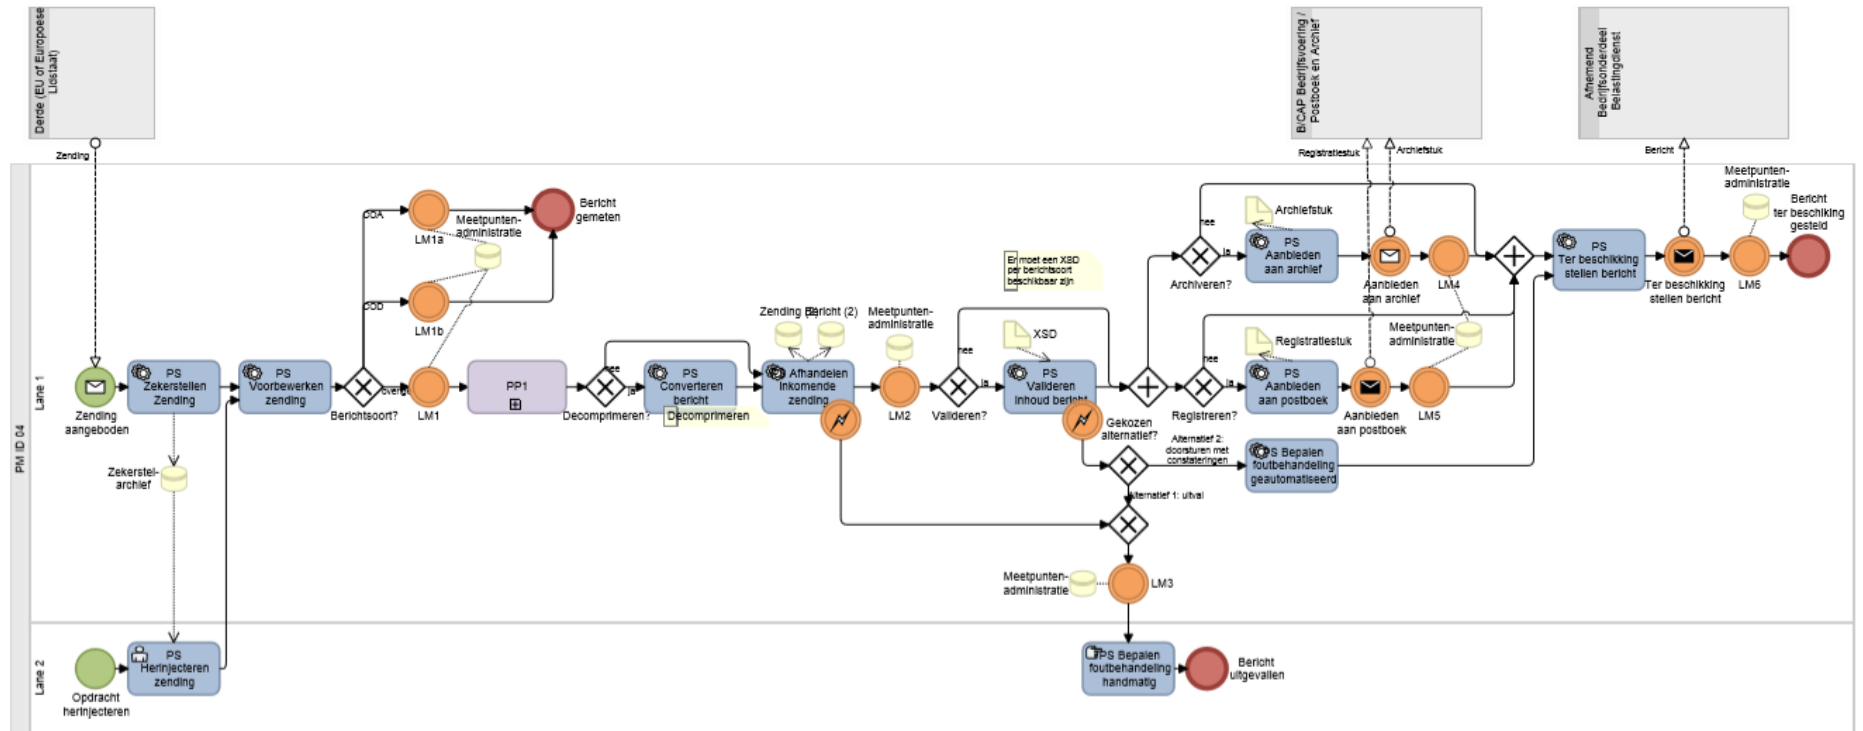 Derde (EU of Europoese
Lidstaat)
B/CAP Bedrijfsvoering /
Postboek en Archief
Afnemend
Bedrijfsonderdeel
Belastingdienst
Zending
Registratiestuk
Archiefstuk
Bericht
PM ID 04
Lane 1
Lane 2
Zending
aangeboden
PS
Zekerstellen
Zending
Zekerstel-
archief
PS
Voorbewerken
zending
Berichtsoort?
LM1a
LM1b
LM1
Meetpunten-
administratie
Bericht
gemeten
PP1
Decomprimeren?
nee
ja
PS
Converteren
bericht
Decomprimeren
Zending (2)
Bericht (2)
PS Afhandelen
Inkomende
zending
Meetpunten-
administratie
LM2
Valideren?
nee
ja
Er moet een XSD
per berichtsoort
beschikbaar zijn
XSD
PS
Valideren
Inhoud bericht
Gekozen
alternatief?
Alternatief 2:
doorsturen met
constateringen
Alternatief 1: uitval
PS Bepalen
foutbehandeling
geautomatiseerd
Archiveren?
nee
ja
Archiefstuk
PS
Aanbieden
aan archief
Aanbieden
aan archief
LM4
Registreren?
nee
ja
Registratiestuk
PS
Aanbieden
aan postboek
Aanbieden
aan postboek
LM5
Meetpunten-
administratie
PS
Ter beschikking
stellen bericht
Ter beschikking
stellen bericht
LM6
Meetpunten-
administratie
Bericht
ter beschiking
gesteld
Meetpunten-
administratie
LM3
Opdracht
herinjecteren
PS
Herinjecteren
zending
PS Bepalen
foutbehandeling
handmatig
Bericht
uitgevallen